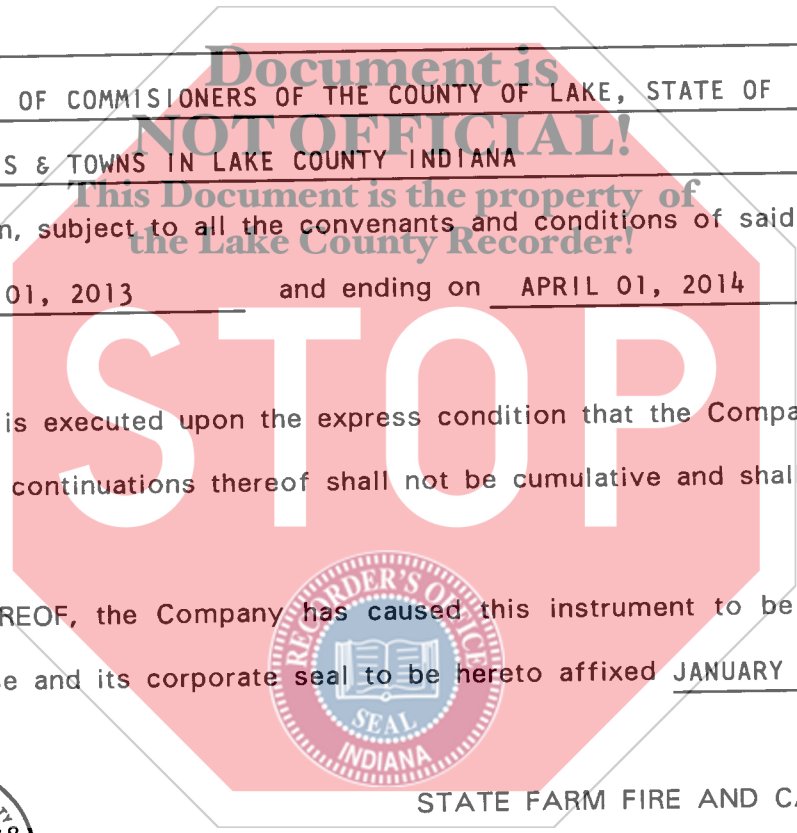 Document is
OF COMMISIONERS OF THE COUNTY OF LAKE, STATE OF
NOT OFFICIAL!
S & TOWNS IN LAKE COUNTY INDIANA
This Document is the property of
n, subject to all the convenants and conditions of said
the Lake County Recorder!
01, 2013 and ending on APRIL 01, 2014
STOP
is executed upon the express condition that the Compa
continuations thereof shall not be cumulative and shal
REOF, the Company has caused this instrument to be
e and its corporate seal to be hereto affixed JANUARY
RECORDER'S OFFICE
SEAL
INDIANA
STATE FARM FIRE AND CA